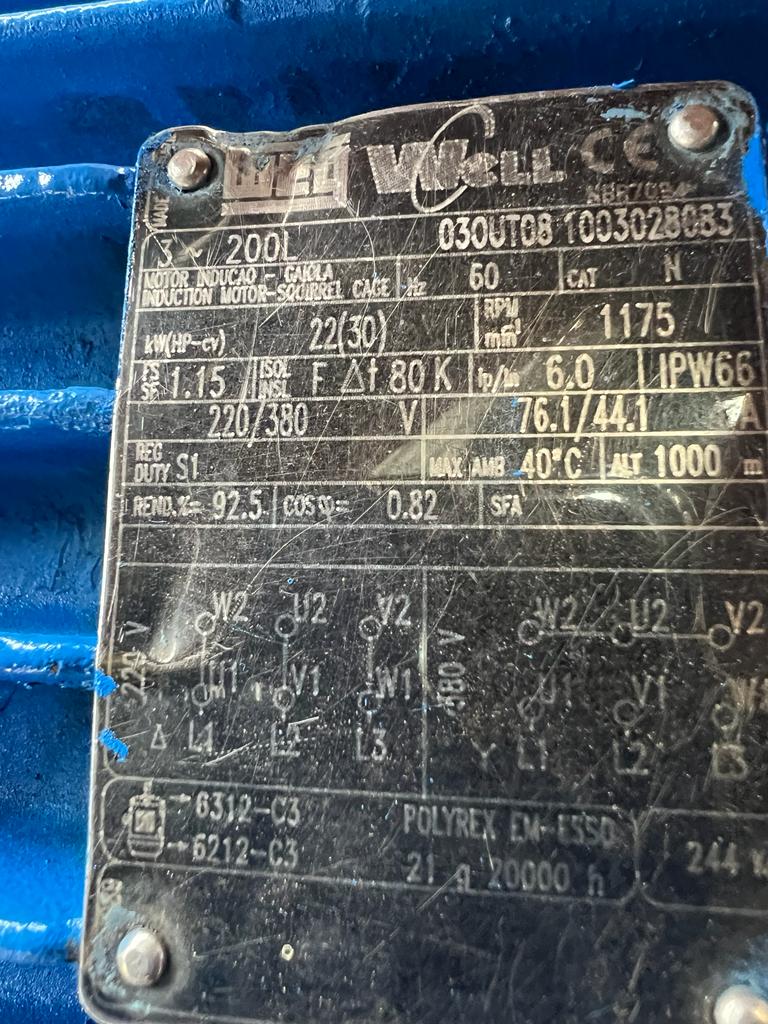 WEG WWELL CE
NBR7094
MADE
3 ~ 200L 030UT08 1003028083
MOTOR INDUCAO - GAIOLA
INDUCTION MOTOR-SQUIRREL CAGE Hz 60 CAT N
kW(HP-cv) 22(30) RPM min-1 1175
FS SF 1.15 ISOL INSL F Δt 80 K Ip/In 6.0 IPW66
220/380 V 76.1/44.1 A
REG DUTY S1 MAX AMB 40°C ALT 1000 m
REND.%= 92.5 COS φ= 0.82 SFA
W2 U2 V2 W2 U2 V2
220 V 380 V
U1 V1 W1 U1 V1 W1
Δ L1 L2 L3 Y L1 L2 L3
6312-C3 POLYREX EM-ESSO
6212-C3 21 g 20000 h 244